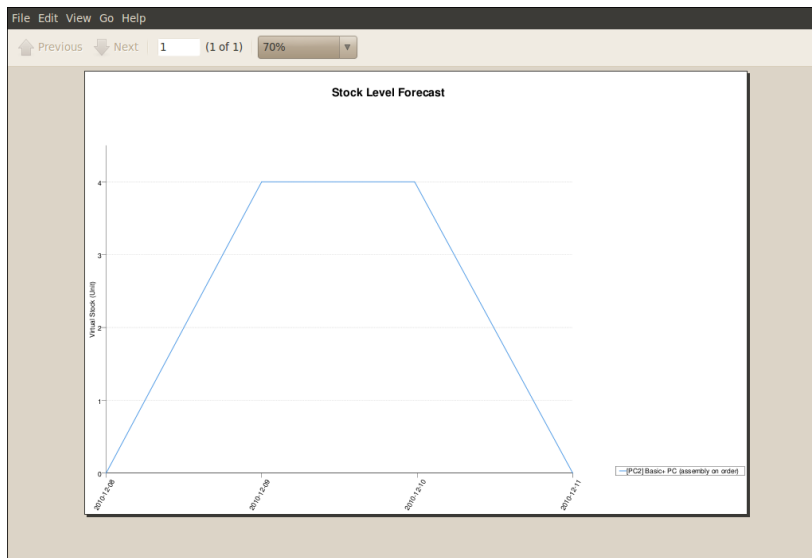 File Edit View Go Help
Previous Next 1 (1 of 1) 70%
Stock Level Forecast
4
3
2
1
0
Virtual Stock (Unit)
2010-12-08
2010-12-09
2010-12-10
2010-12-11
[PC2] Basic+ PC (assembly on order)